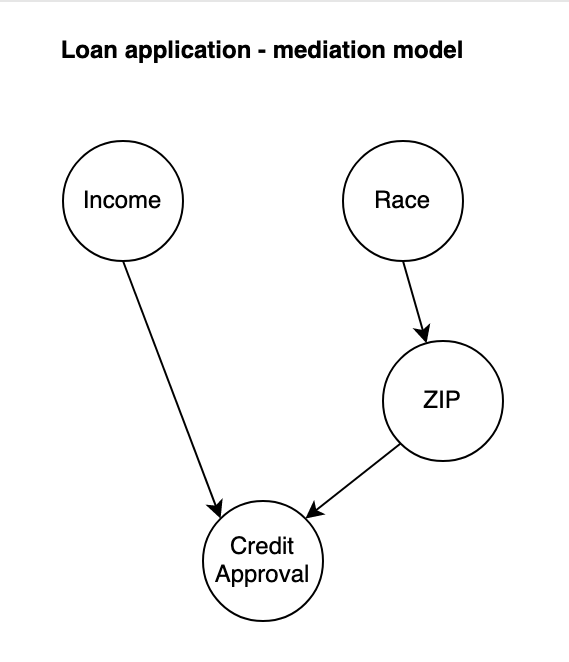 Loan application - mediation model
Income
Race
ZIP
Credit
Approval